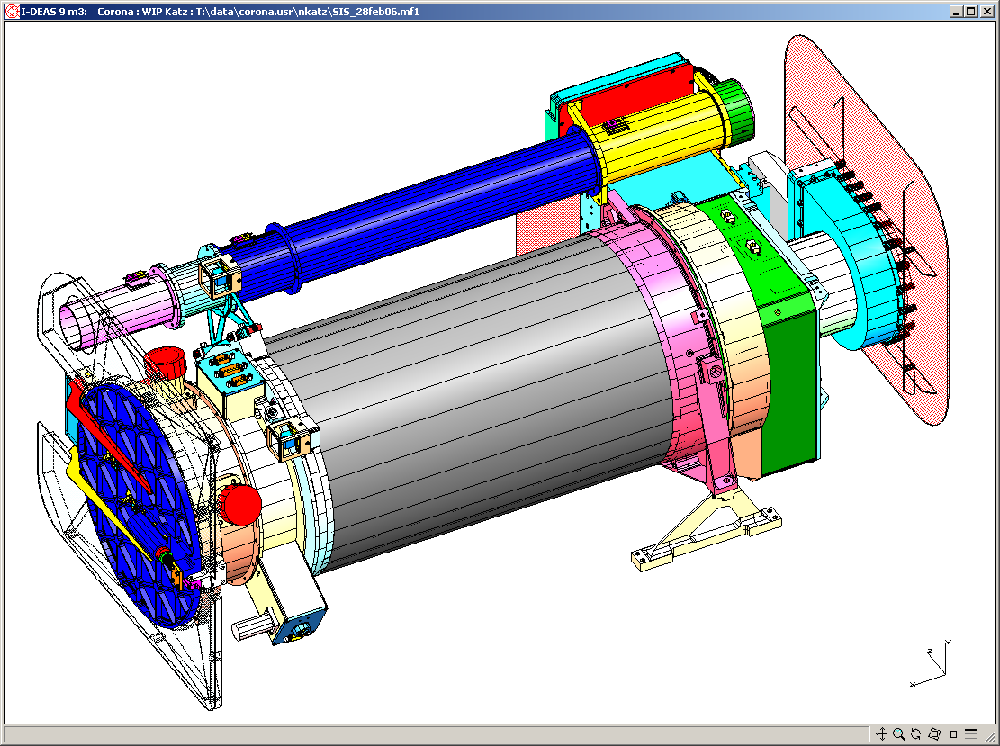 I-DEAS 9 m3:   Corona : WIP Katz : T:\data\corona.usr\nkatz\SIS_28feb06.mf1
Y
Z
X